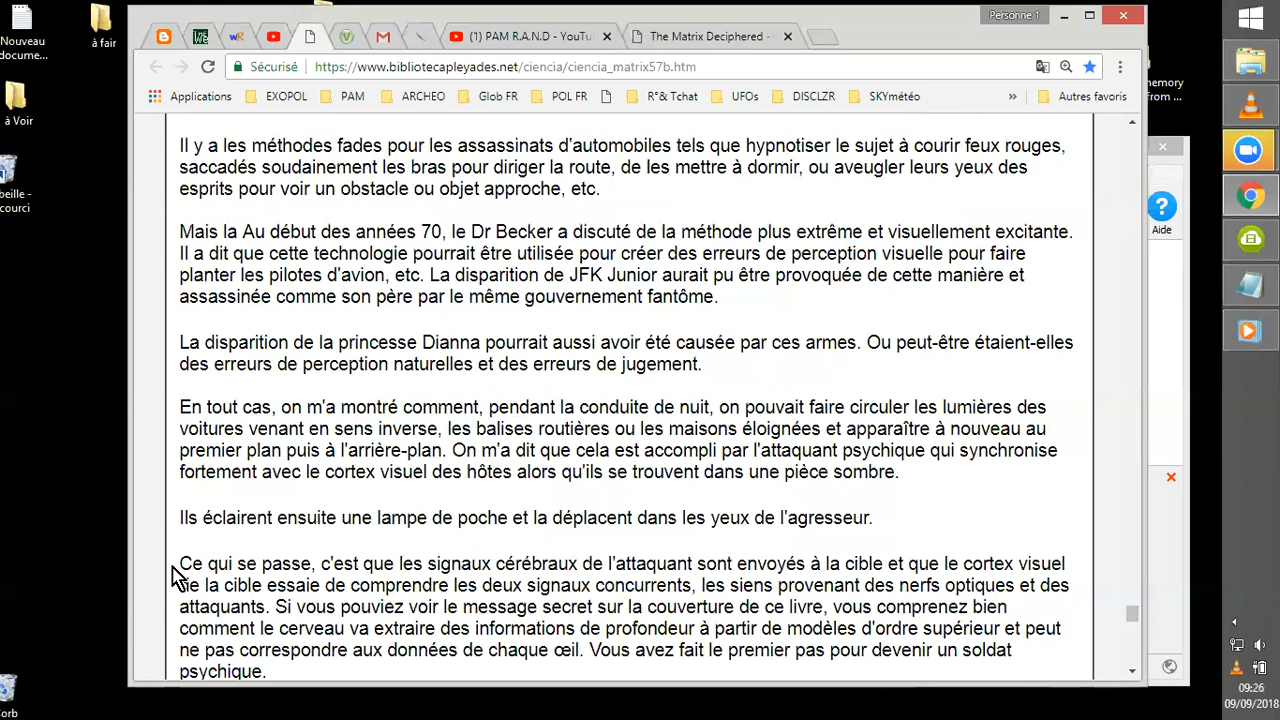 Nouveau
docume...
à fair
à Voir
beille -
courci
Corb
Personne 1
(1) PAM R.A.N.D - YouTu
The Matrix Deciphered -
Sécurisé
https://www.bibliotecapleyades.net/ciencia/ciencia_matrix57b.htm
Applications
EXOPOL
PAM
ARCHEO
Glob FR
POL FR
R°& Tchat
UFOs
DISCLZR
SKYmétéo
»
Autres favoris
Il y a les méthodes fades pour les assassinats d'automobiles tels que hypnotiser le sujet à courir feux rouges,
saccadés soudainement les bras pour diriger la route, de les mettre à dormir, ou aveugler leurs yeux des
esprits pour voir un obstacle ou objet approche, etc.
Mais la Au début des années 70, le Dr Becker a discuté de la méthode plus extrême et visuellement excitante.
Il a dit que cette technologie pourrait être utilisée pour créer des erreurs de perception visuelle pour faire
planter les pilotes d'avion, etc. La disparition de JFK Junior aurait pu être provoquée de cette manière et
assassinée comme son père par le même gouvernement fantôme.
La disparition de la princesse Dianna pourrait aussi avoir été causée par ces armes. Ou peut-être étaient-elles
des erreurs de perception naturelles et des erreurs de jugement.
En tout cas, on m'a montré comment, pendant la conduite de nuit, on pouvait faire circuler les lumières des
voitures venant en sens inverse, les balises routières ou les maisons éloignées et apparaître à nouveau au
premier plan puis à l'arrière-plan. On m'a dit que cela est accompli par l'attaquant psychique qui synchronise
fortement avec le cortex visuel des hôtes alors qu'ils se trouvent dans une pièce sombre.
Ils éclairent ensuite une lampe de poche et la déplacent dans les yeux de l'agresseur.
Ce qui se passe, c'est que les signaux cérébraux de l'attaquant sont envoyés à la cible et que le cortex visuel
de la cible essaie de comprendre les deux signaux concurrents, les siens provenant des nerfs optiques et des
attaquants. Si vous pouviez voir le message secret sur la couverture de ce livre, vous comprenez bien
comment le cerveau va extraire des informations de profondeur à partir de modèles d'ordre supérieur et peut
ne pas correspondre aux données de chaque œil. Vous avez fait le premier pas pour devenir un soldat
psychique.
memory
from ...
Aide
09:26
09/09/2018